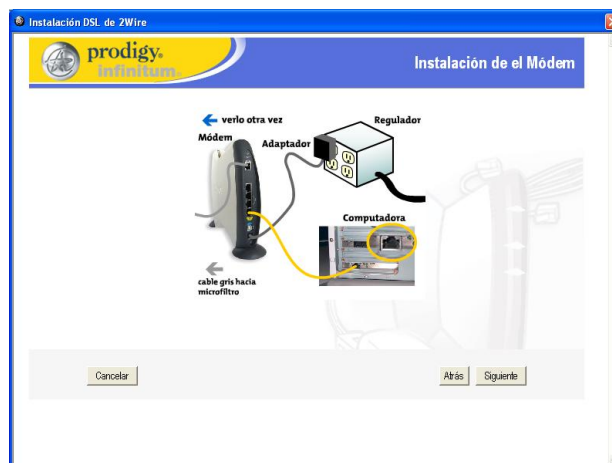 Instalación DSL de 2Wire
prodigy.
infinitum.
Instalación de el Módem
verlo otra vez
Módem
Adaptador
Regulador
Computadora
cable gris hacia
microfiltro
Cancelar
Atrás
Siguiente